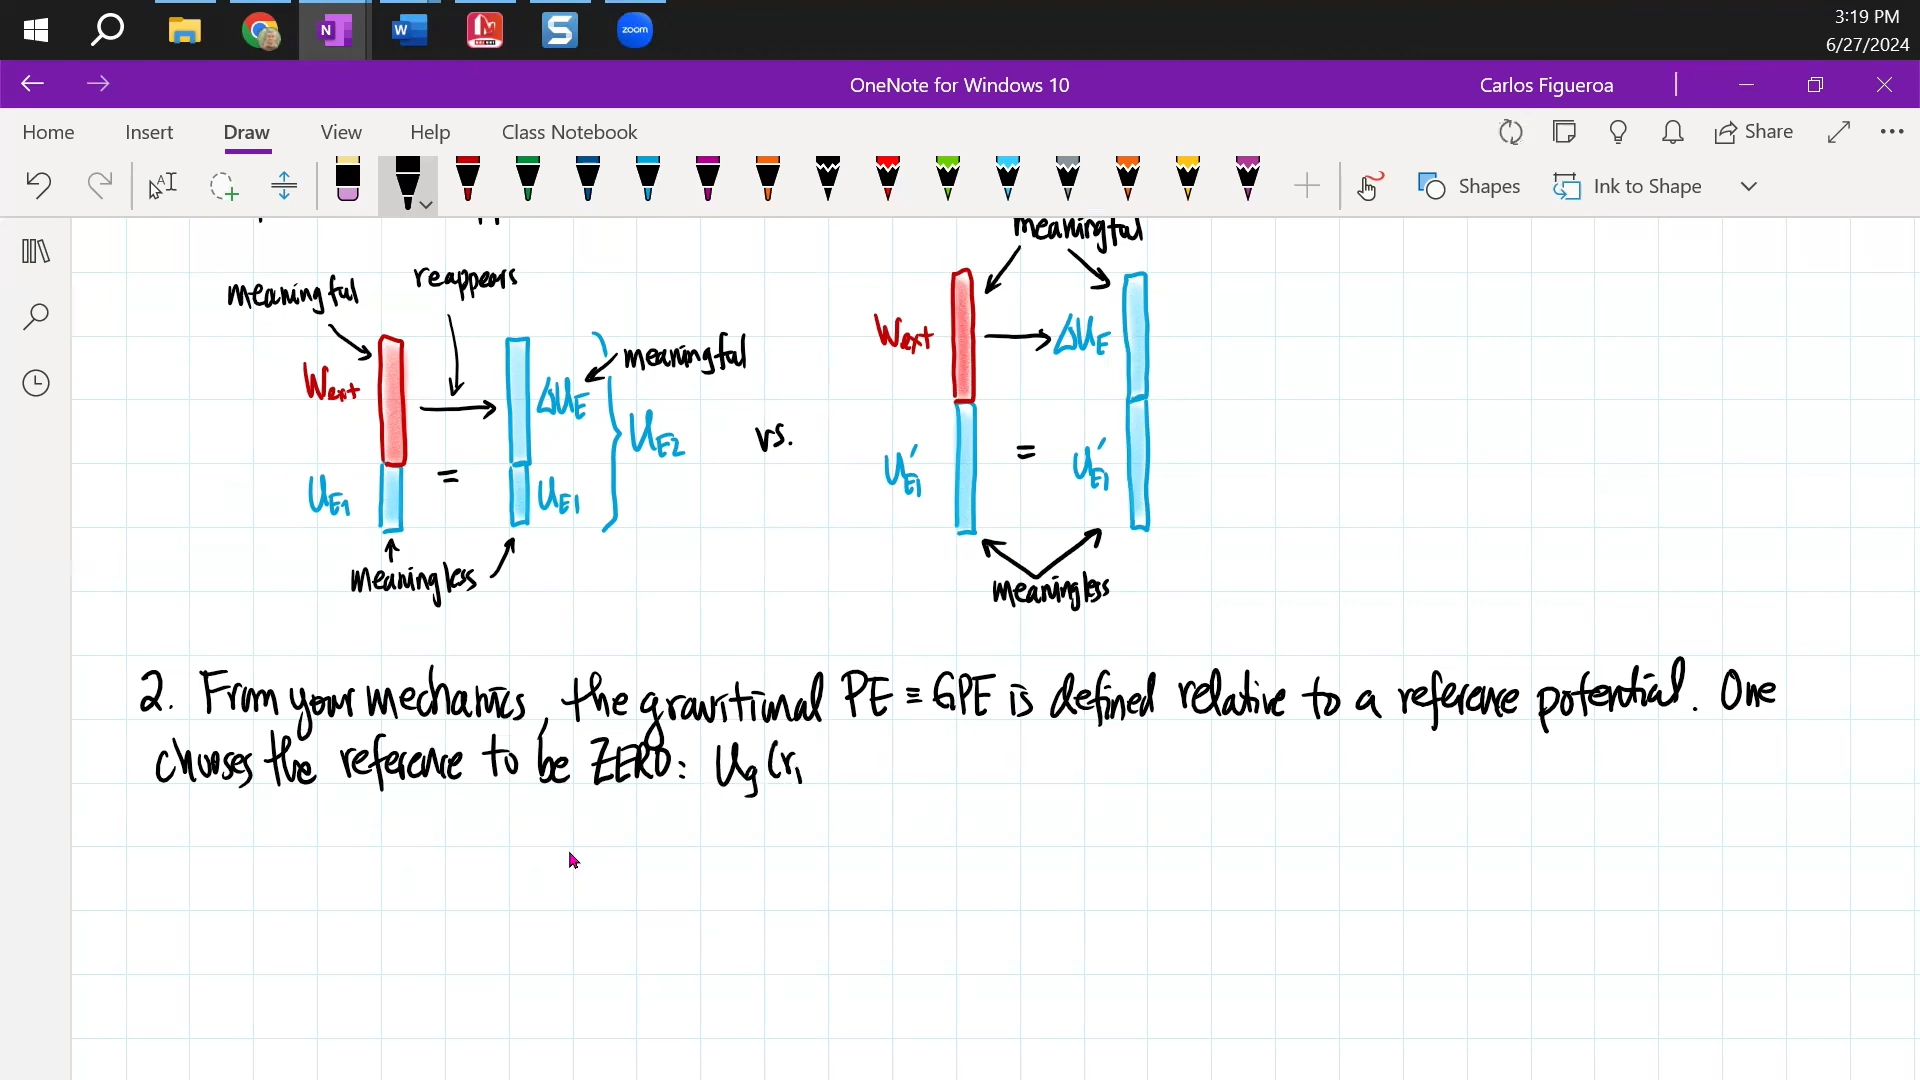 3:19 PM
6/27/2024
OneNote for Windows 10
Carlos Figueroa
Home Insert Draw View Help Class Notebook
Share
Shapes
Ink to Shape
N
W
S
zoom
meaningful
meaningful
reappears
Wext
ΔUE
meaningful
Wext
ΔUE
UE2
vs.
UE1
=
UE1
U'E1
=
U'E1
meaningless
meaningless
2. From your mechanics, the gravitional PE ≡ GPE is defined relative to a reference potential. One
chooses the reference to be ZERO: Ug (r,